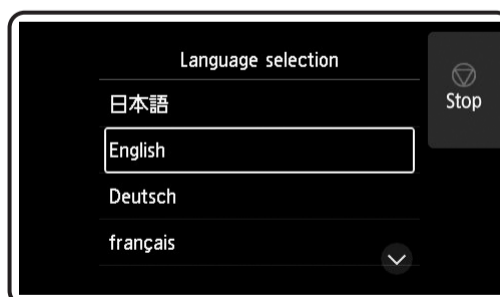 Language selection
Stop
日本語
English
Deutsch
français